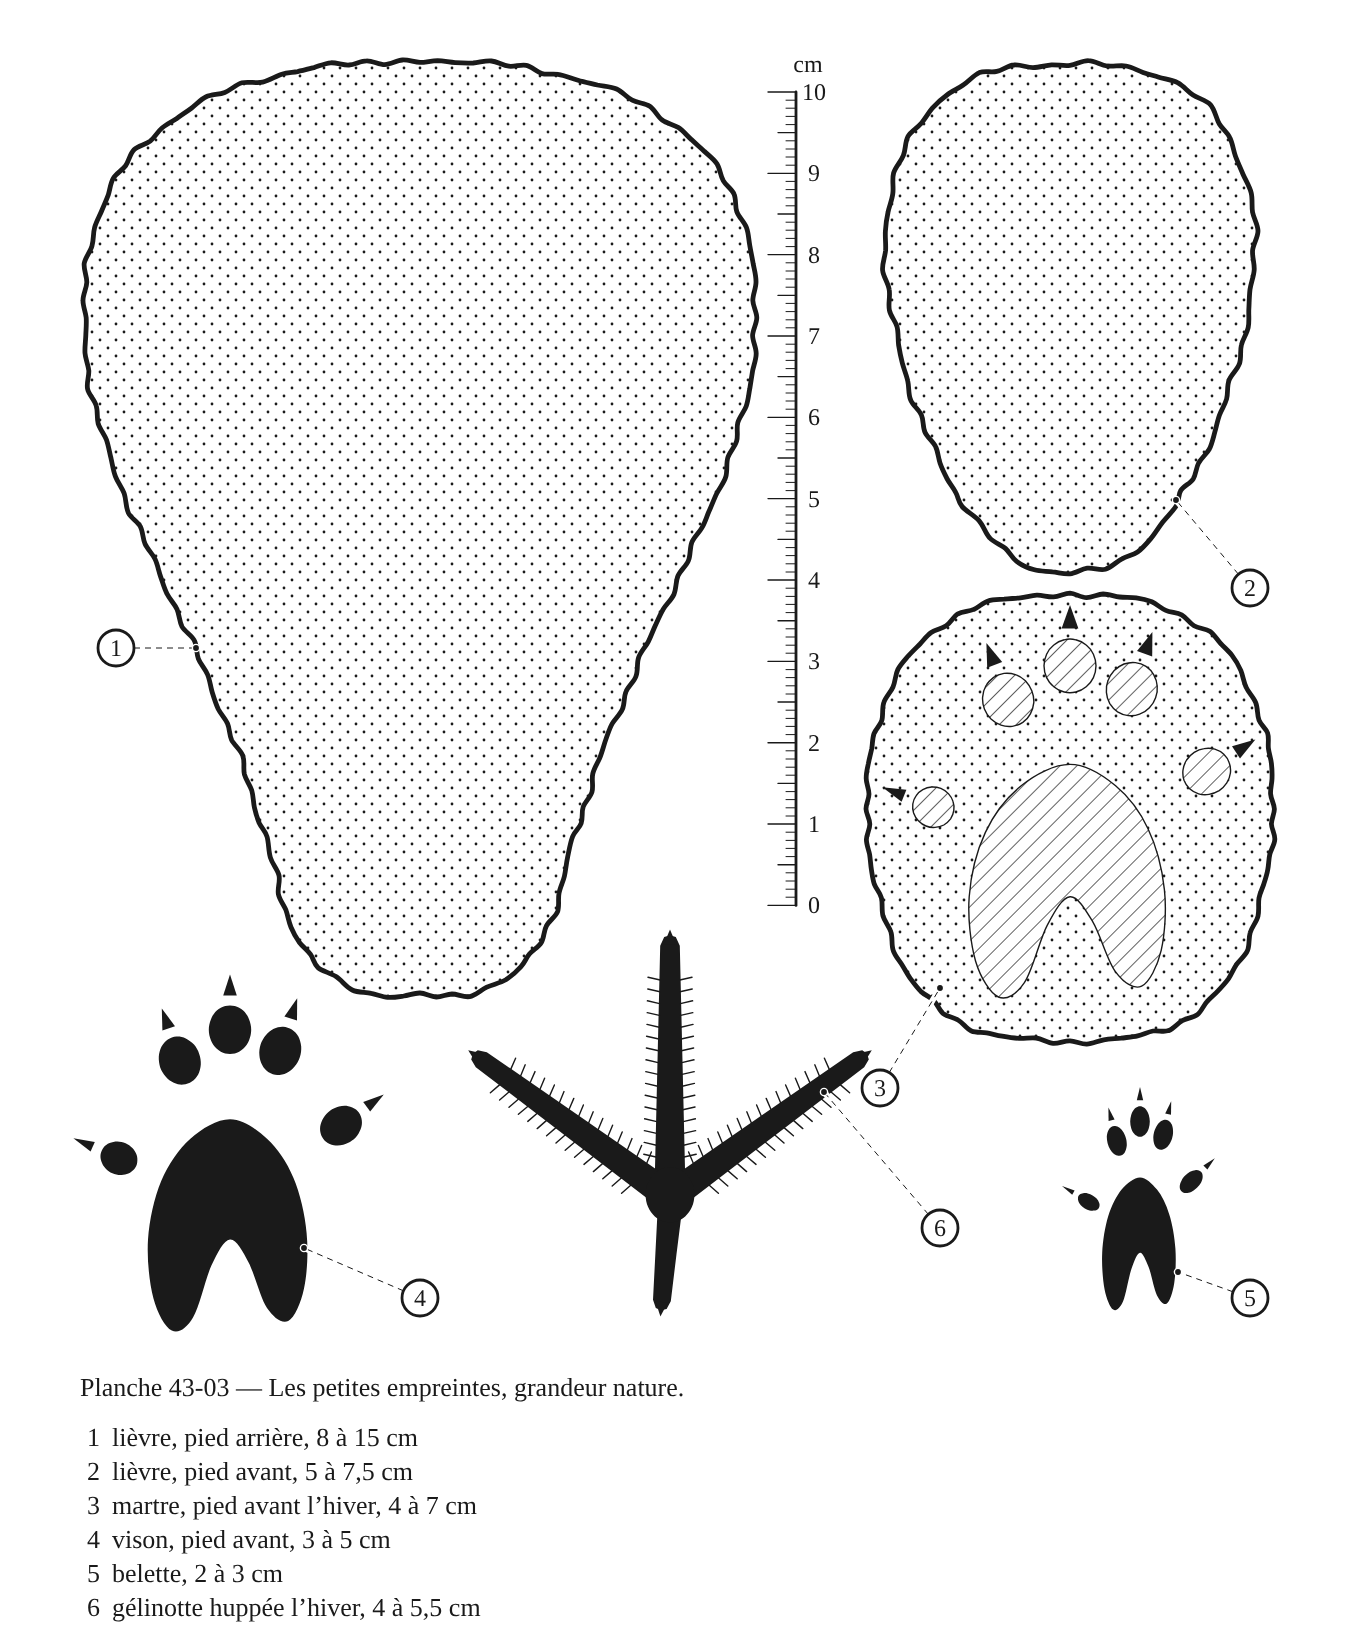 cm
10
9
8
7
6
5
4
3
2
1
0
2
1
3
6
4
5
Planche 43-03 — Les petites empreintes, grandeur nature.
1 lièvre, pied arrière, 8 à 15 cm
2 lièvre, pied avant, 5 à 7,5 cm
3 martre, pied avant l’hiver, 4 à 7 cm
4 vison, pied avant, 3 à 5 cm
5 belette, 2 à 3 cm
6 gélinotte huppée l’hiver, 4 à 5,5 cm